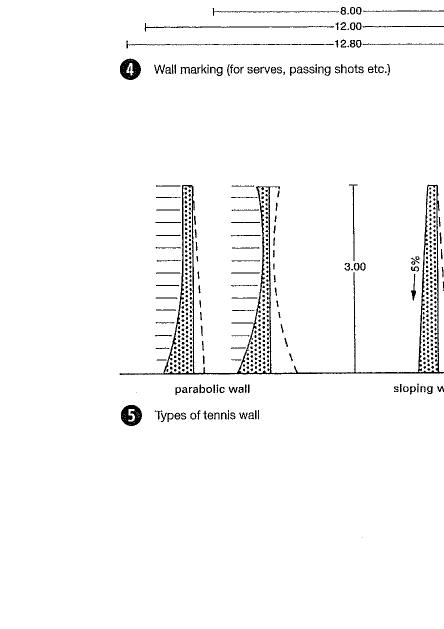 8.00
12.00
12.80
4 Wall marking (for serves, passing shots etc.)
3.00
5%
parabolic wall
sloping w
5 Types of tennis wall